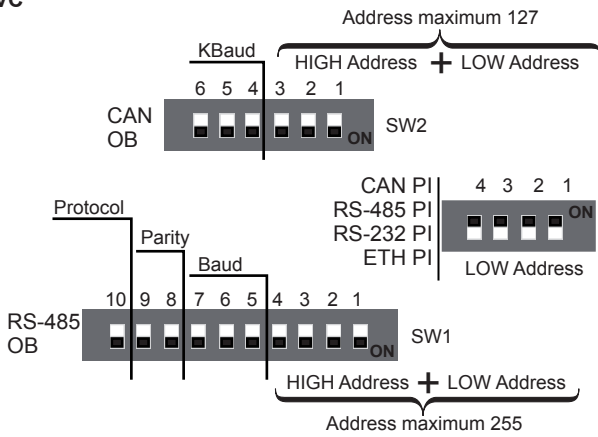 VC
Address maximum 127
KBaud
HIGH Address + LOW Address
6 5 4 3 2 1
CAN
OB
ON
SW2
CAN PI
RS-485 PI
RS-232 PI
ETH PI
4 3 2 1
ON
LOW Address
Protocol
Parity
Baud
10 9 8 7 6 5 4 3 2 1
RS-485
OB
ON
SW1
HIGH Address + LOW Address
Address maximum 255